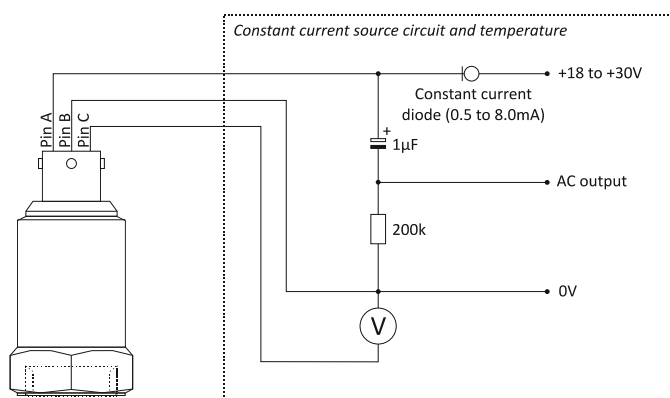 Constant current source circuit and temperature
+18 to +30V
Constant current
diode (0.5 to 8.0mA)
Pin A
Pin B
Pin C
+
1µF
AC output
200k
0V
V